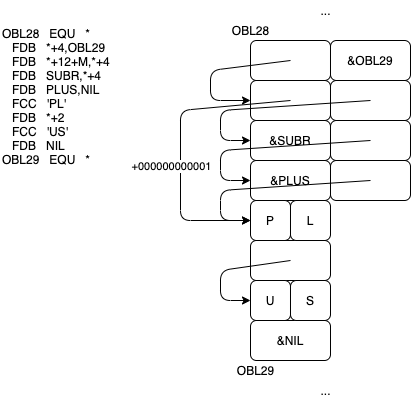 ...
OBL28 EQU *
FDB *+4,OBL29
FDB *+12+M,*+4
FDB SUBR,*+4
FDB PLUS,NIL
FCC 'PL'
FDB *+2
FCC 'US'
FDB NIL
OBL29 EQU *
OBL28
&OBL29
&SUBR
+000000000001
&PLUS
P L
U S
&NIL
OBL29
...